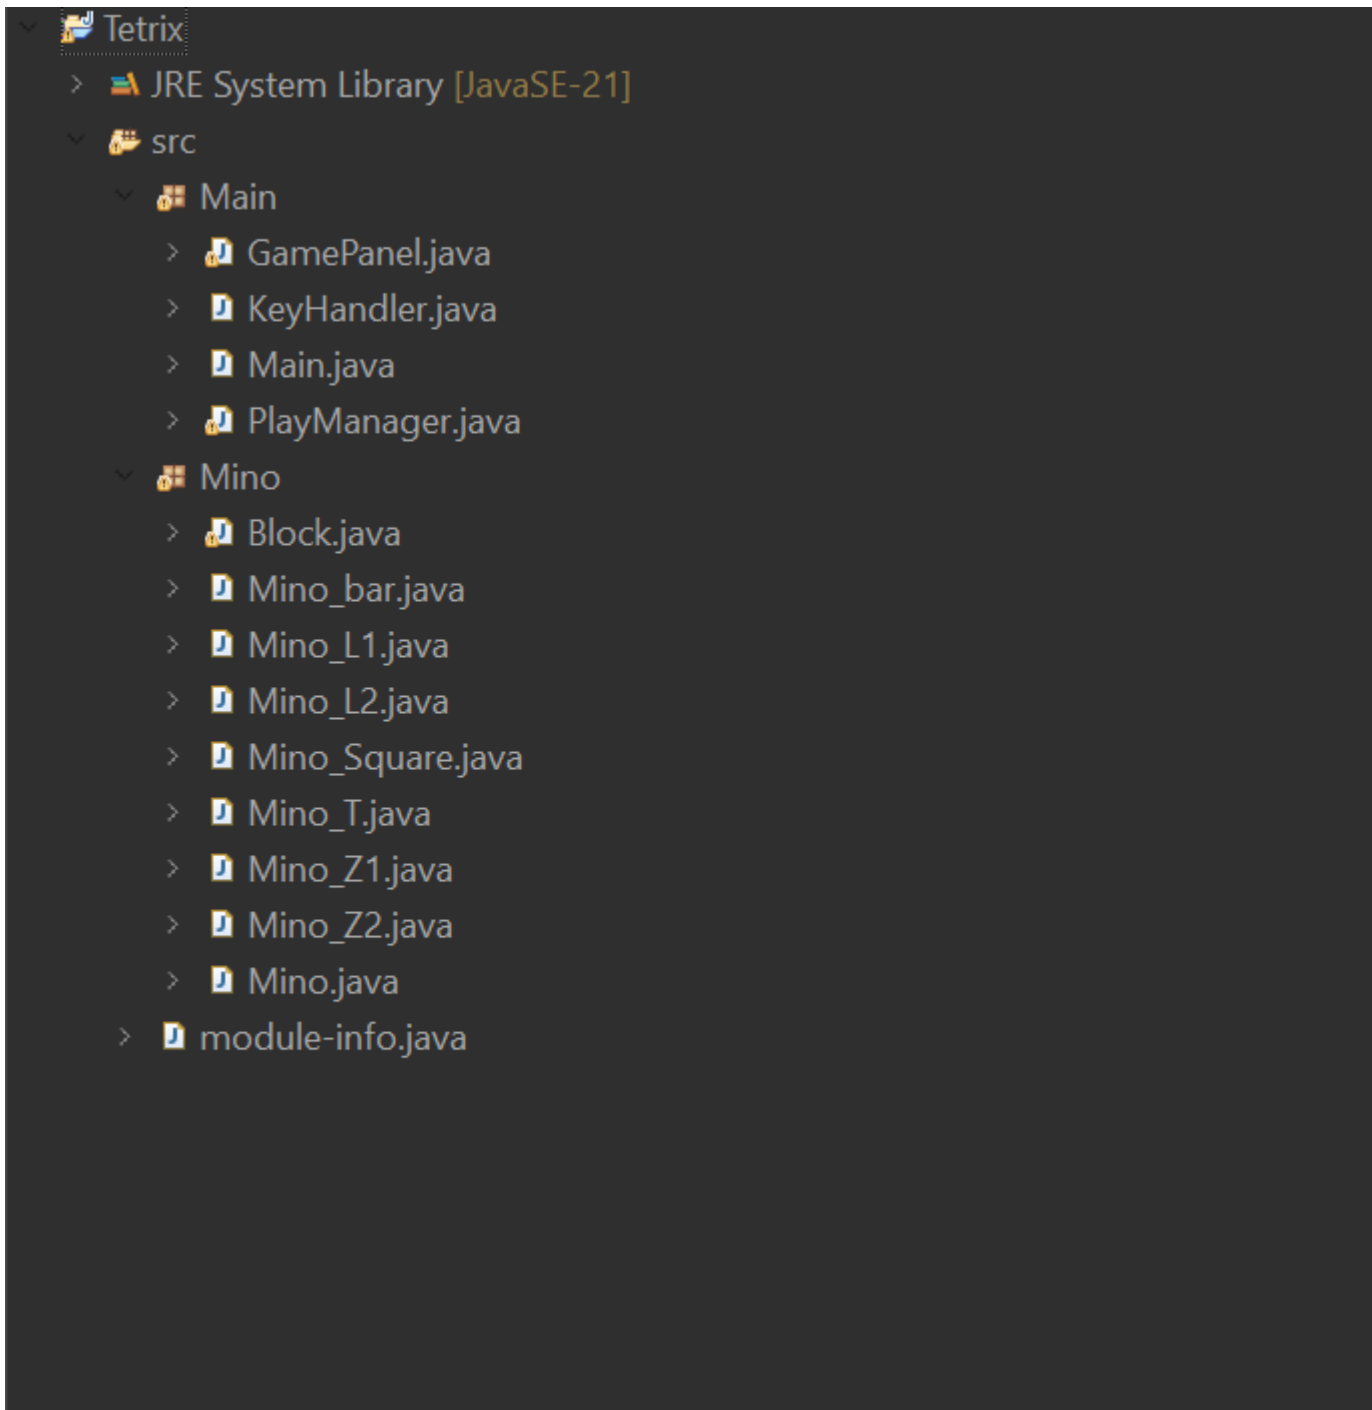 Tetrix
JRE System Library [JavaSE-21]
src
Main
GamePanel.java
KeyHandler.java
Main.java
PlayManager.java
Mino
Block.java
Mino_bar.java
Mino_L1.java
Mino_L2.java
Mino_Square.java
Mino_T.java
Mino_Z1.java
Mino_Z2.java
Mino.java
module-info.java